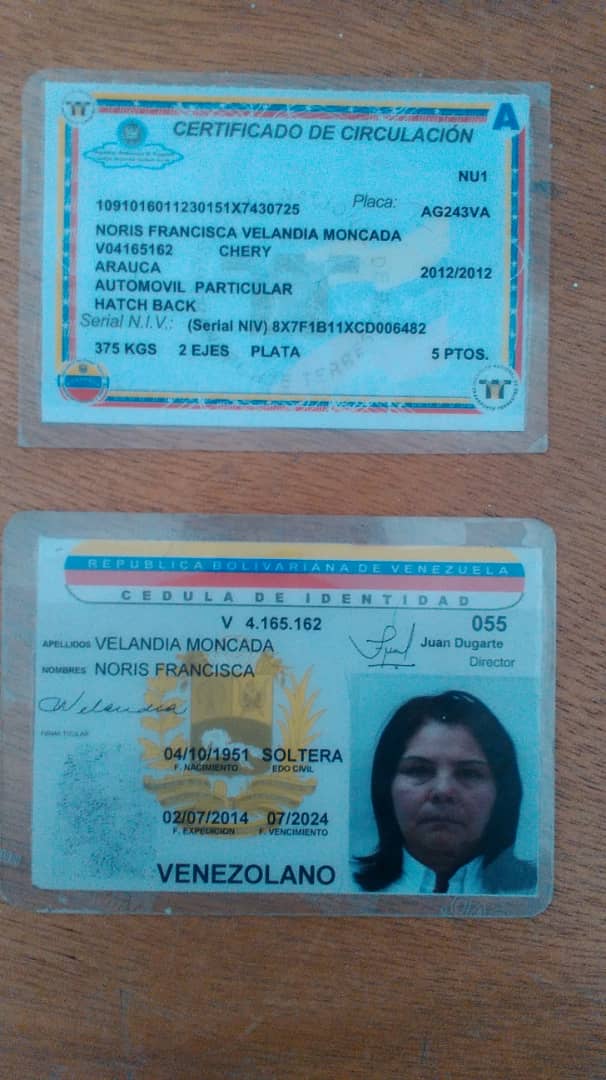 CERTIFICADO DE CIRCULACIÓN
A
NU1
1091016011230151X7430725 Placa: AG243VA
NORIS FRANCISCA VELANDIA MONCADA
V04165162 CHERY
ARAUCA 2012/2012
AUTOMOVIL PARTICULAR
HATCH BACK
Serial N.I.V.: (Serial NIV) 8X7F1B11XCD006482
375 KGS 2 EJES PLATA 5 PTOS.
REPUBLICA BOLIVARIANA DE VENEZUELA
CEDULA DE IDENTIDAD
V 4.165.162 055
APELLIDOS VELANDIA MONCADA Juan Dugarte
NOMBRES NORIS FRANCISCA Director
Velandia
FIRMA TITULAR
04/10/1951 SOLTERA
F. NACIMIENTO EDO CIVIL
02/07/2014 07/2024
F. EXPEDICION F. VENCIMIENTO
VENEZOLANO